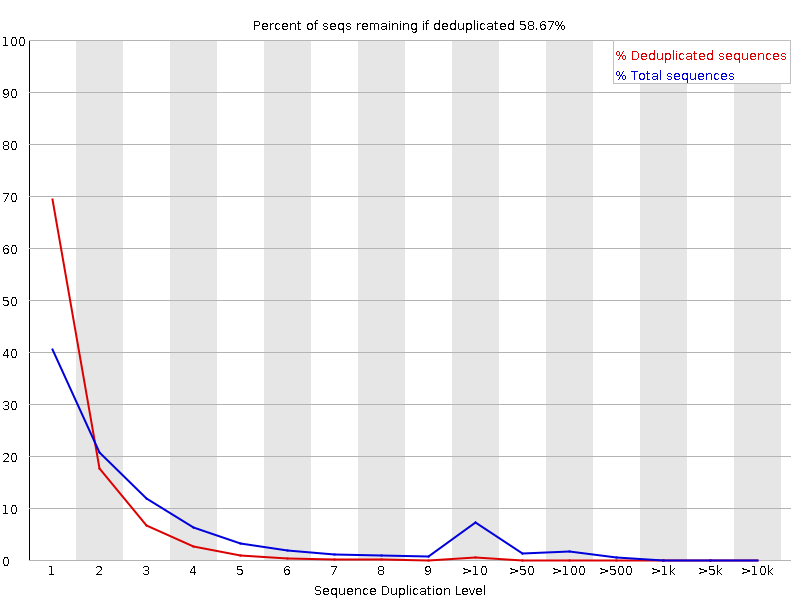 Percent of seqs remaining if deduplicated 58.67%
% Deduplicated sequences
% Total sequences
100
90
80
70
60
50
40
30
20
10
0
1 2 3 4 5 6 7 8 9 >10 >50 >100 >500 >1k >5k >10k
Sequence Duplication Level